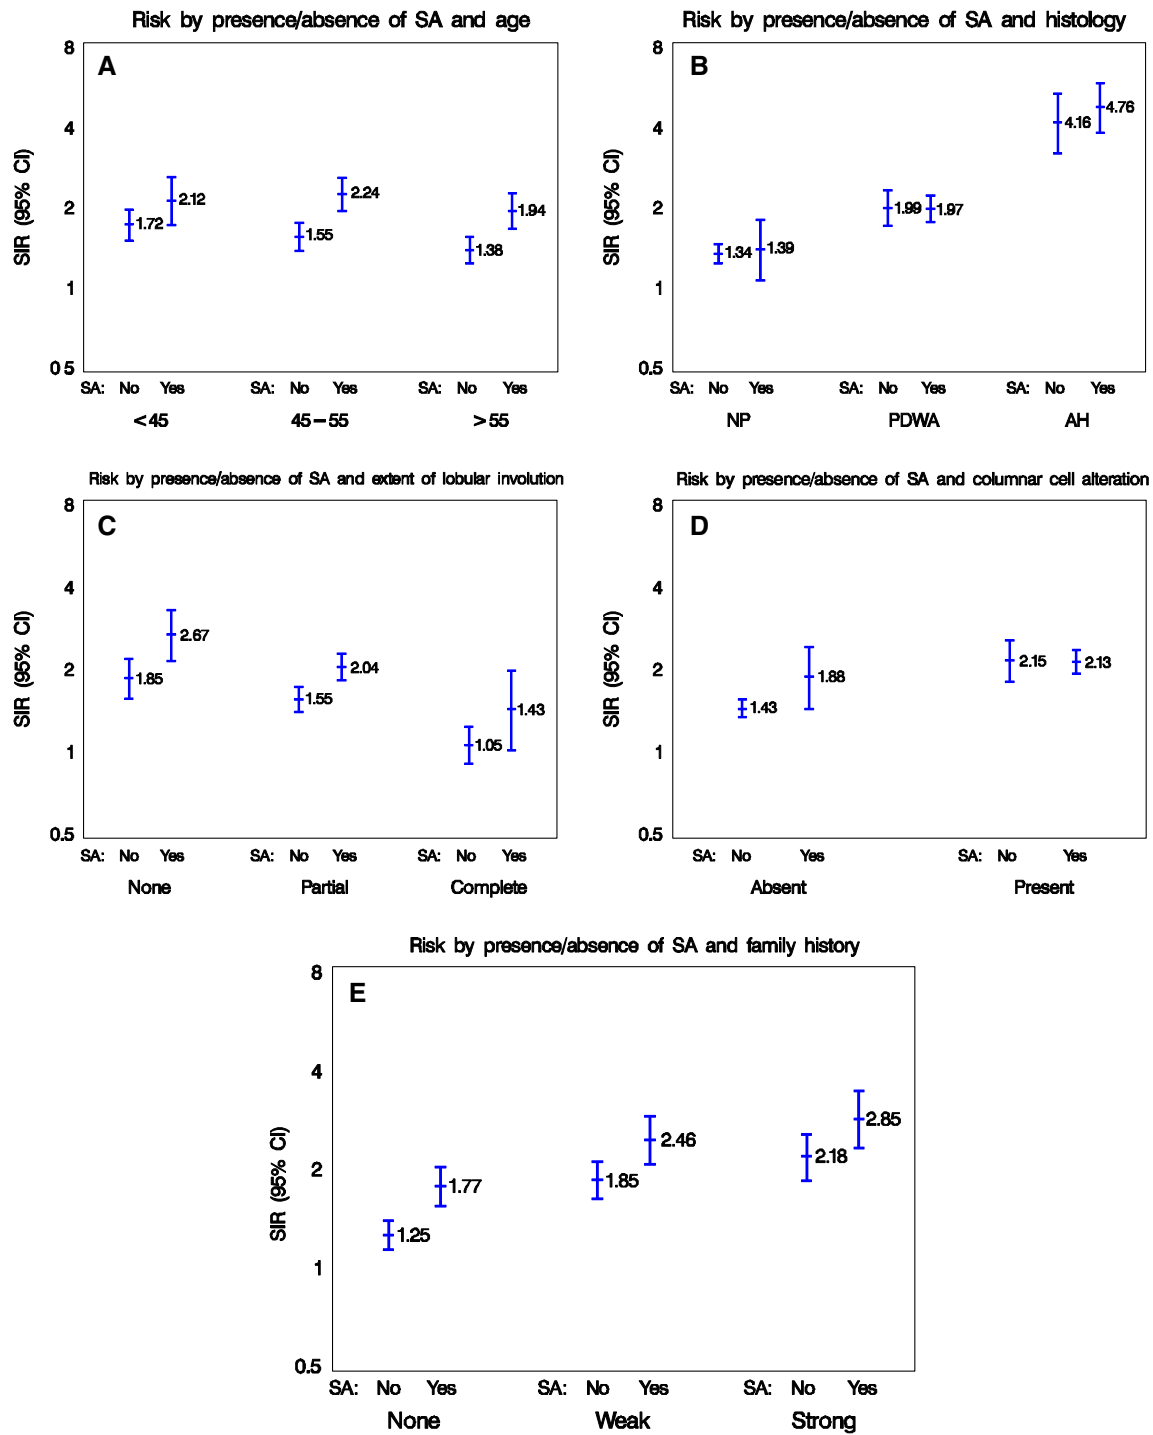 Risk by presence/absence of SA and age
A
SIR (95% CI)
8
4
2
1
0 5
1.72
2.12
1.55
2.24
1.38
1.94
SA: No Yes SA: No Yes SA: No Yes
<45 45–55 >55
Risk by presence/absence of SA and histology
B
SIR (95% CI)
8
4
2
1
0.5
1.34
1.39
1.99
1.97
4.16
4.76
SA: No Yes SA: No Yes SA: No Yes
NP PDWA AH
Risk by presence/absence of SA and extent of lobular involution
C
SIR (95% CI)
8
4
2
1
0.5
1.85
2.67
1.55
2.04
1.05
1.43
SA: No Yes SA: No Yes SA: No Yes
None Partial Complete
Risk by presence/absence of SA and columnar cell alteration
D
SIR (95% CI)
8
4
2
1
0.5
1.43
1.88
2.15
2.13
SA: No Yes SA: No Yes
Absent Present
Risk by presence/absence of SA and family history
E
SIR (95% CI)
8
4
2
1
0.5
1.25
1.77
1.85
2.46
2.18
2.85
SA: No Yes SA: No Yes SA: No Yes
None Weak Strong